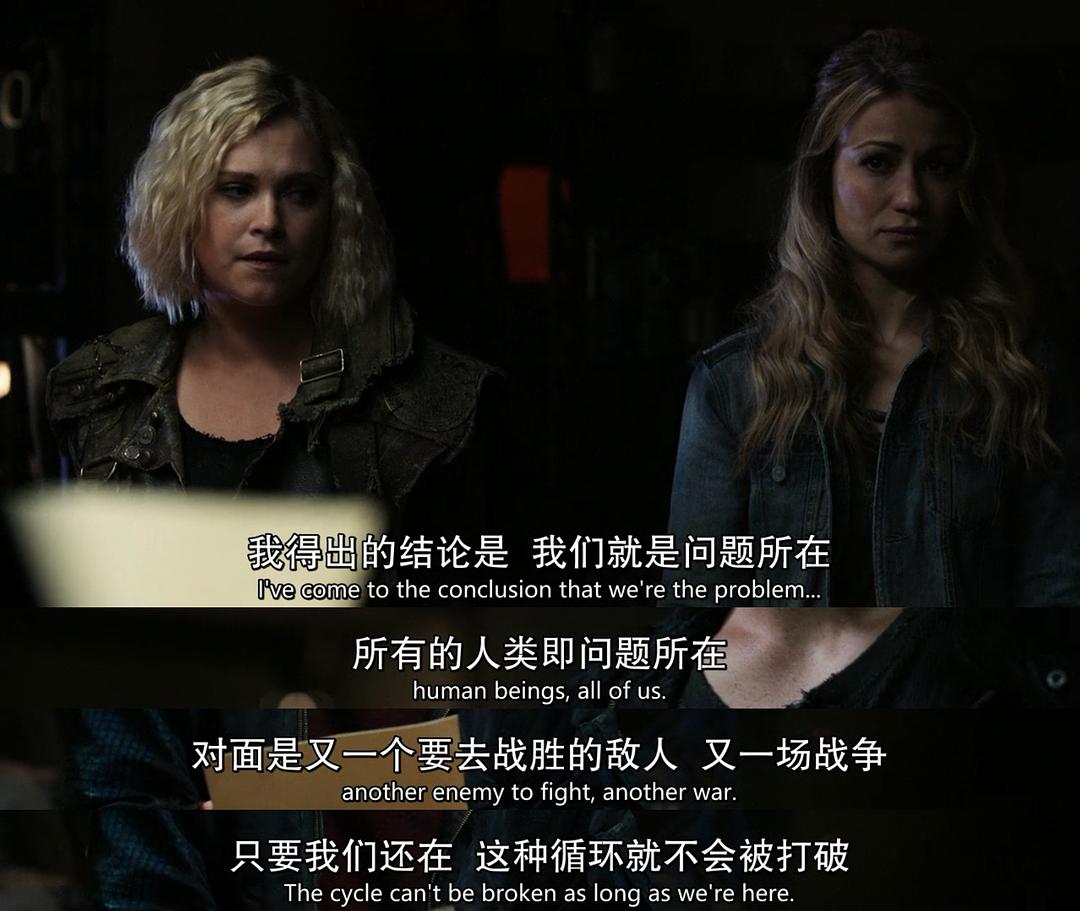 我得出的结论是 我们就是问题所在
I've come to the conclusion that we're the problem...
所有的人类即问题所在
human beings, all of us.
对面是又一个要去战胜的敌人 又一场战争
another enemy to fight, another war.
只要我们还在 这种循环就不会被打破
The cycle can't be broken as long as we're here.